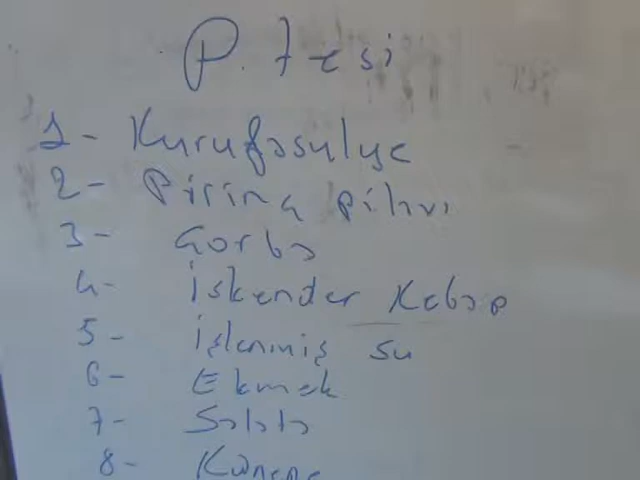 P.tesi
1- Kurufasulye
2- Pirinç pilavı
3- Çorba
4- İskender Kebap
5- İşlenmiş su
6- Ekmek
7- Salata
8-